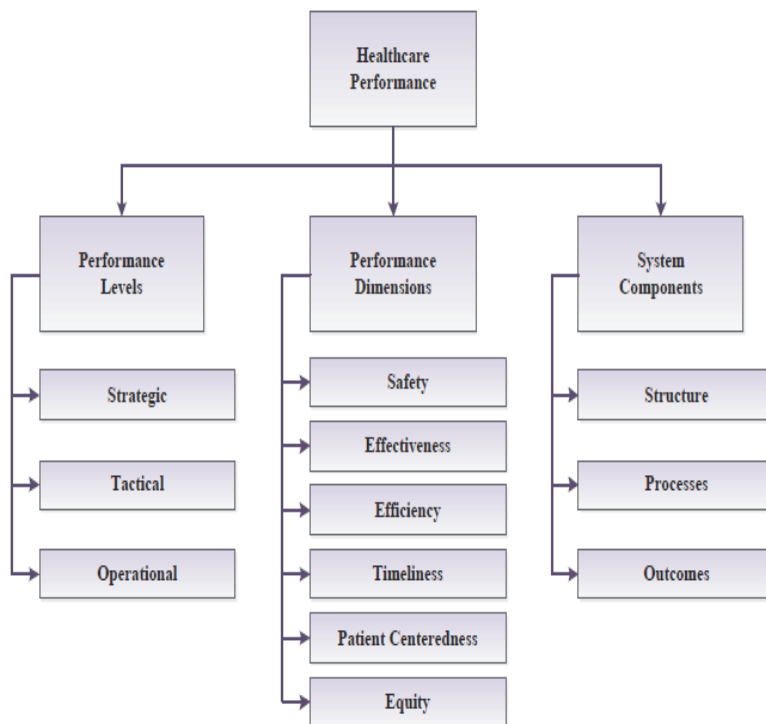 Healthcare
Performance
Performance
Levels
Performance
Dimensions
System
Components
Strategic
Tactical
Operational
Safety
Effectiveness
Efficiency
Timeliness
Patient Centeredness
Equity
Structure
Processes
Outcomes